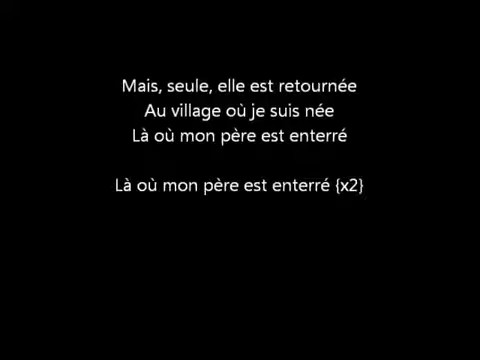 Mais, seule, elle est retournée
Au village où je suis née
Là où mon père est enterré
Là où mon père est enterré {x2}